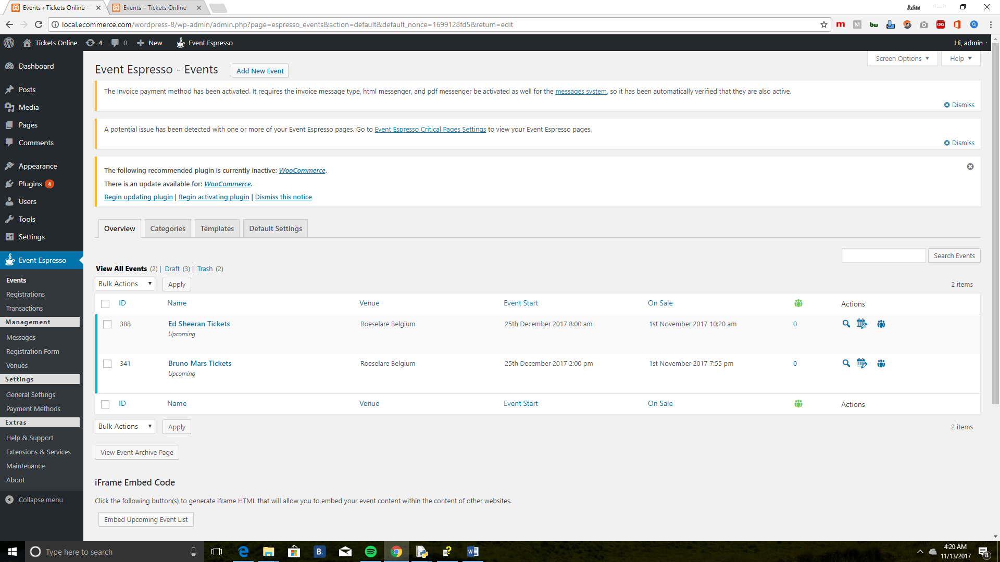 Events ‹ Tickets Online —
Events – Tickets Online
John
local.ecommerce.com/wordpress-8/wp-admin/admin.php?page=espresso_events&action=default&default_nonce=1699128fd5&return=edit
Tickets Online
4
0
New
Event Espresso
Hi, admin
Dashboard
Posts
Media
Pages
Comments
Appearance
Plugins 4
Users
Tools
Settings
Event Espresso
Events
Registrations
Transactions
Management
Messages
Registration Form
Venues
Settings
General Settings
Payment Methods
Extras
Help & Support
Extensions & Services
Maintenance
About
Collapse menu
Screen Options
Help
Event Espresso - Events
Add New Event
The Invoice payment method has been activated. It requires the invoice message type, html messenger, and pdf messenger be activated as well for the messages system, so it has been automatically verified that they are also active.
Dismiss
A potential issue has been detected with one or more of your Event Espresso pages. Go to Event Espresso Critical Pages Settings to view your Event Espresso pages.
Dismiss
The following recommended plugin is currently inactive: WooCommerce.
There is an update available for: WooCommerce.
Begin updating plugin | Begin activating plugin | Dismiss this notice
Overview
Categories
Templates
Default Settings
Search Events
View All Events (2) | Draft (3) | Trash (2)
Bulk Actions
Apply
2 items
ID Name Venue Event Start On Sale Actions
388 Ed Sheeran Tickets Roeselare Belgium 25th December 2017 8:00 am 1st November 2017 10:20 am 0
Upcoming
341 Bruno Mars Tickets Roeselare Belgium 25th December 2017 2:00 pm 1st November 2017 7:55 pm 0
Upcoming
ID Name Venue Event Start On Sale Actions
Bulk Actions
Apply
2 items
View Event Archive Page
iFrame Embed Code
Click the following button(s) to generate iframe HTML that will allow you to embed your event content within the content of other websites.
Embed Upcoming Event List
Type here to search
4:20 AM
11/13/2017
8